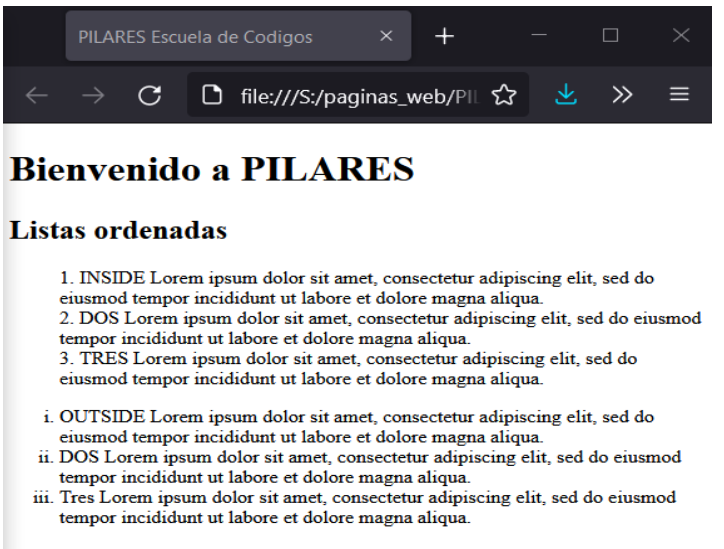 PILARES Escuela de Codigos
file:///S:/paginas_web/PIL
Bienvenido a PILARES
Listas ordenadas
1. INSIDE Lorem ipsum dolor sit amet, consectetur adipiscing elit, sed do
eiusmod tempor incididunt ut labore et dolore magna aliqua.
2. DOS Lorem ipsum dolor sit amet, consectetur adipiscing elit, sed do eiusmod
tempor incididunt ut labore et dolore magna aliqua.
3. TRES Lorem ipsum dolor sit amet, consectetur adipiscing elit, sed do
eiusmod tempor incididunt ut labore et dolore magna aliqua.
i. OUTSIDE Lorem ipsum dolor sit amet, consectetur adipiscing elit, sed do
eiusmod tempor incididunt ut labore et dolore magna aliqua.
ii. DOS Lorem ipsum dolor sit amet, consectetur adipiscing elit, sed do eiusmod
tempor incididunt ut labore et dolore magna aliqua.
iii. Tres Lorem ipsum dolor sit amet, consectetur adipiscing elit, sed do eiusmod
tempor incididunt ut labore et dolore magna aliqua.